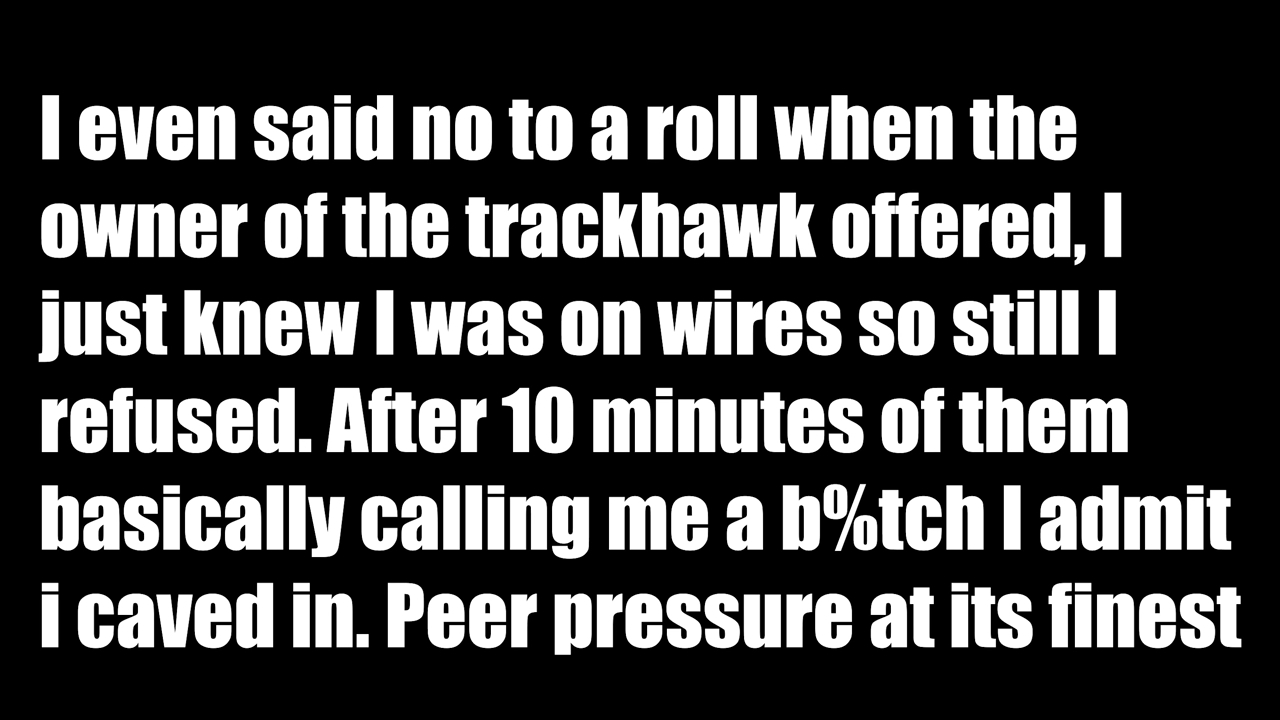 I even said no to a roll when the
owner of the trackhawk offered, I
just knew I was on wires so still I
refused. After 10 minutes of them
basically calling me a b%tch I admit
i caved in. Peer pressure at its finest